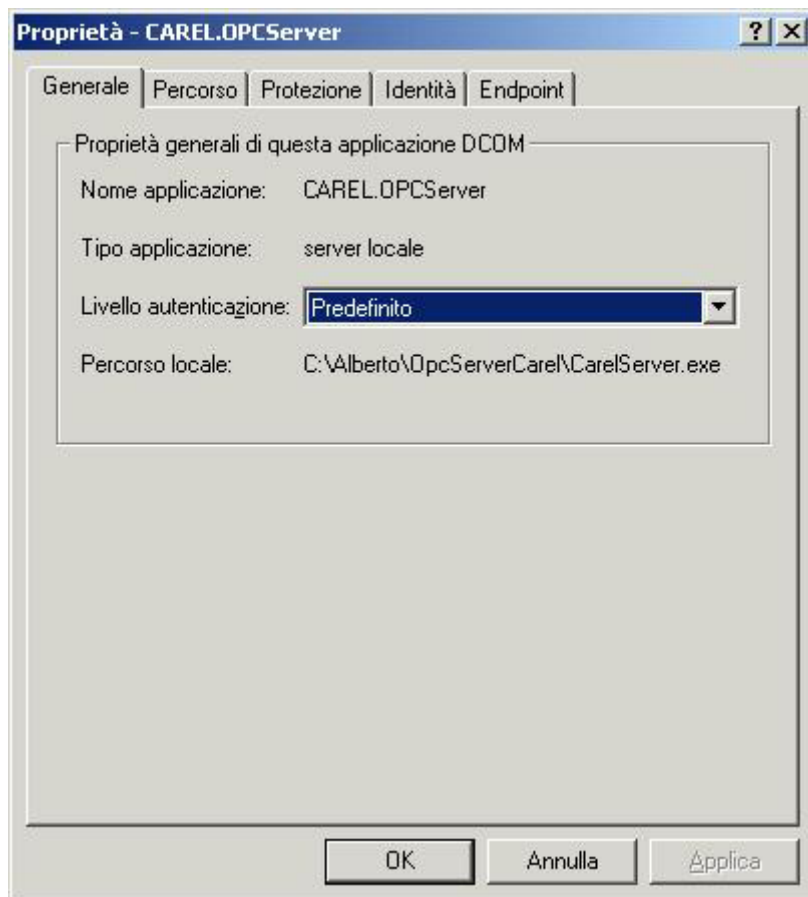 Proprietà - CAREL.OPCServer
Generale Percorso Protezione Identità Endpoint
Proprietà generali di questa applicazione DCOM
Nome applicazione: CAREL.OPCServer
Tipo applicazione: server locale
Livello autenticazione: Predefinito
Percorso locale: C:\Alberto\OpcServerCarel\CarelServer.exe
OK Annulla Applica